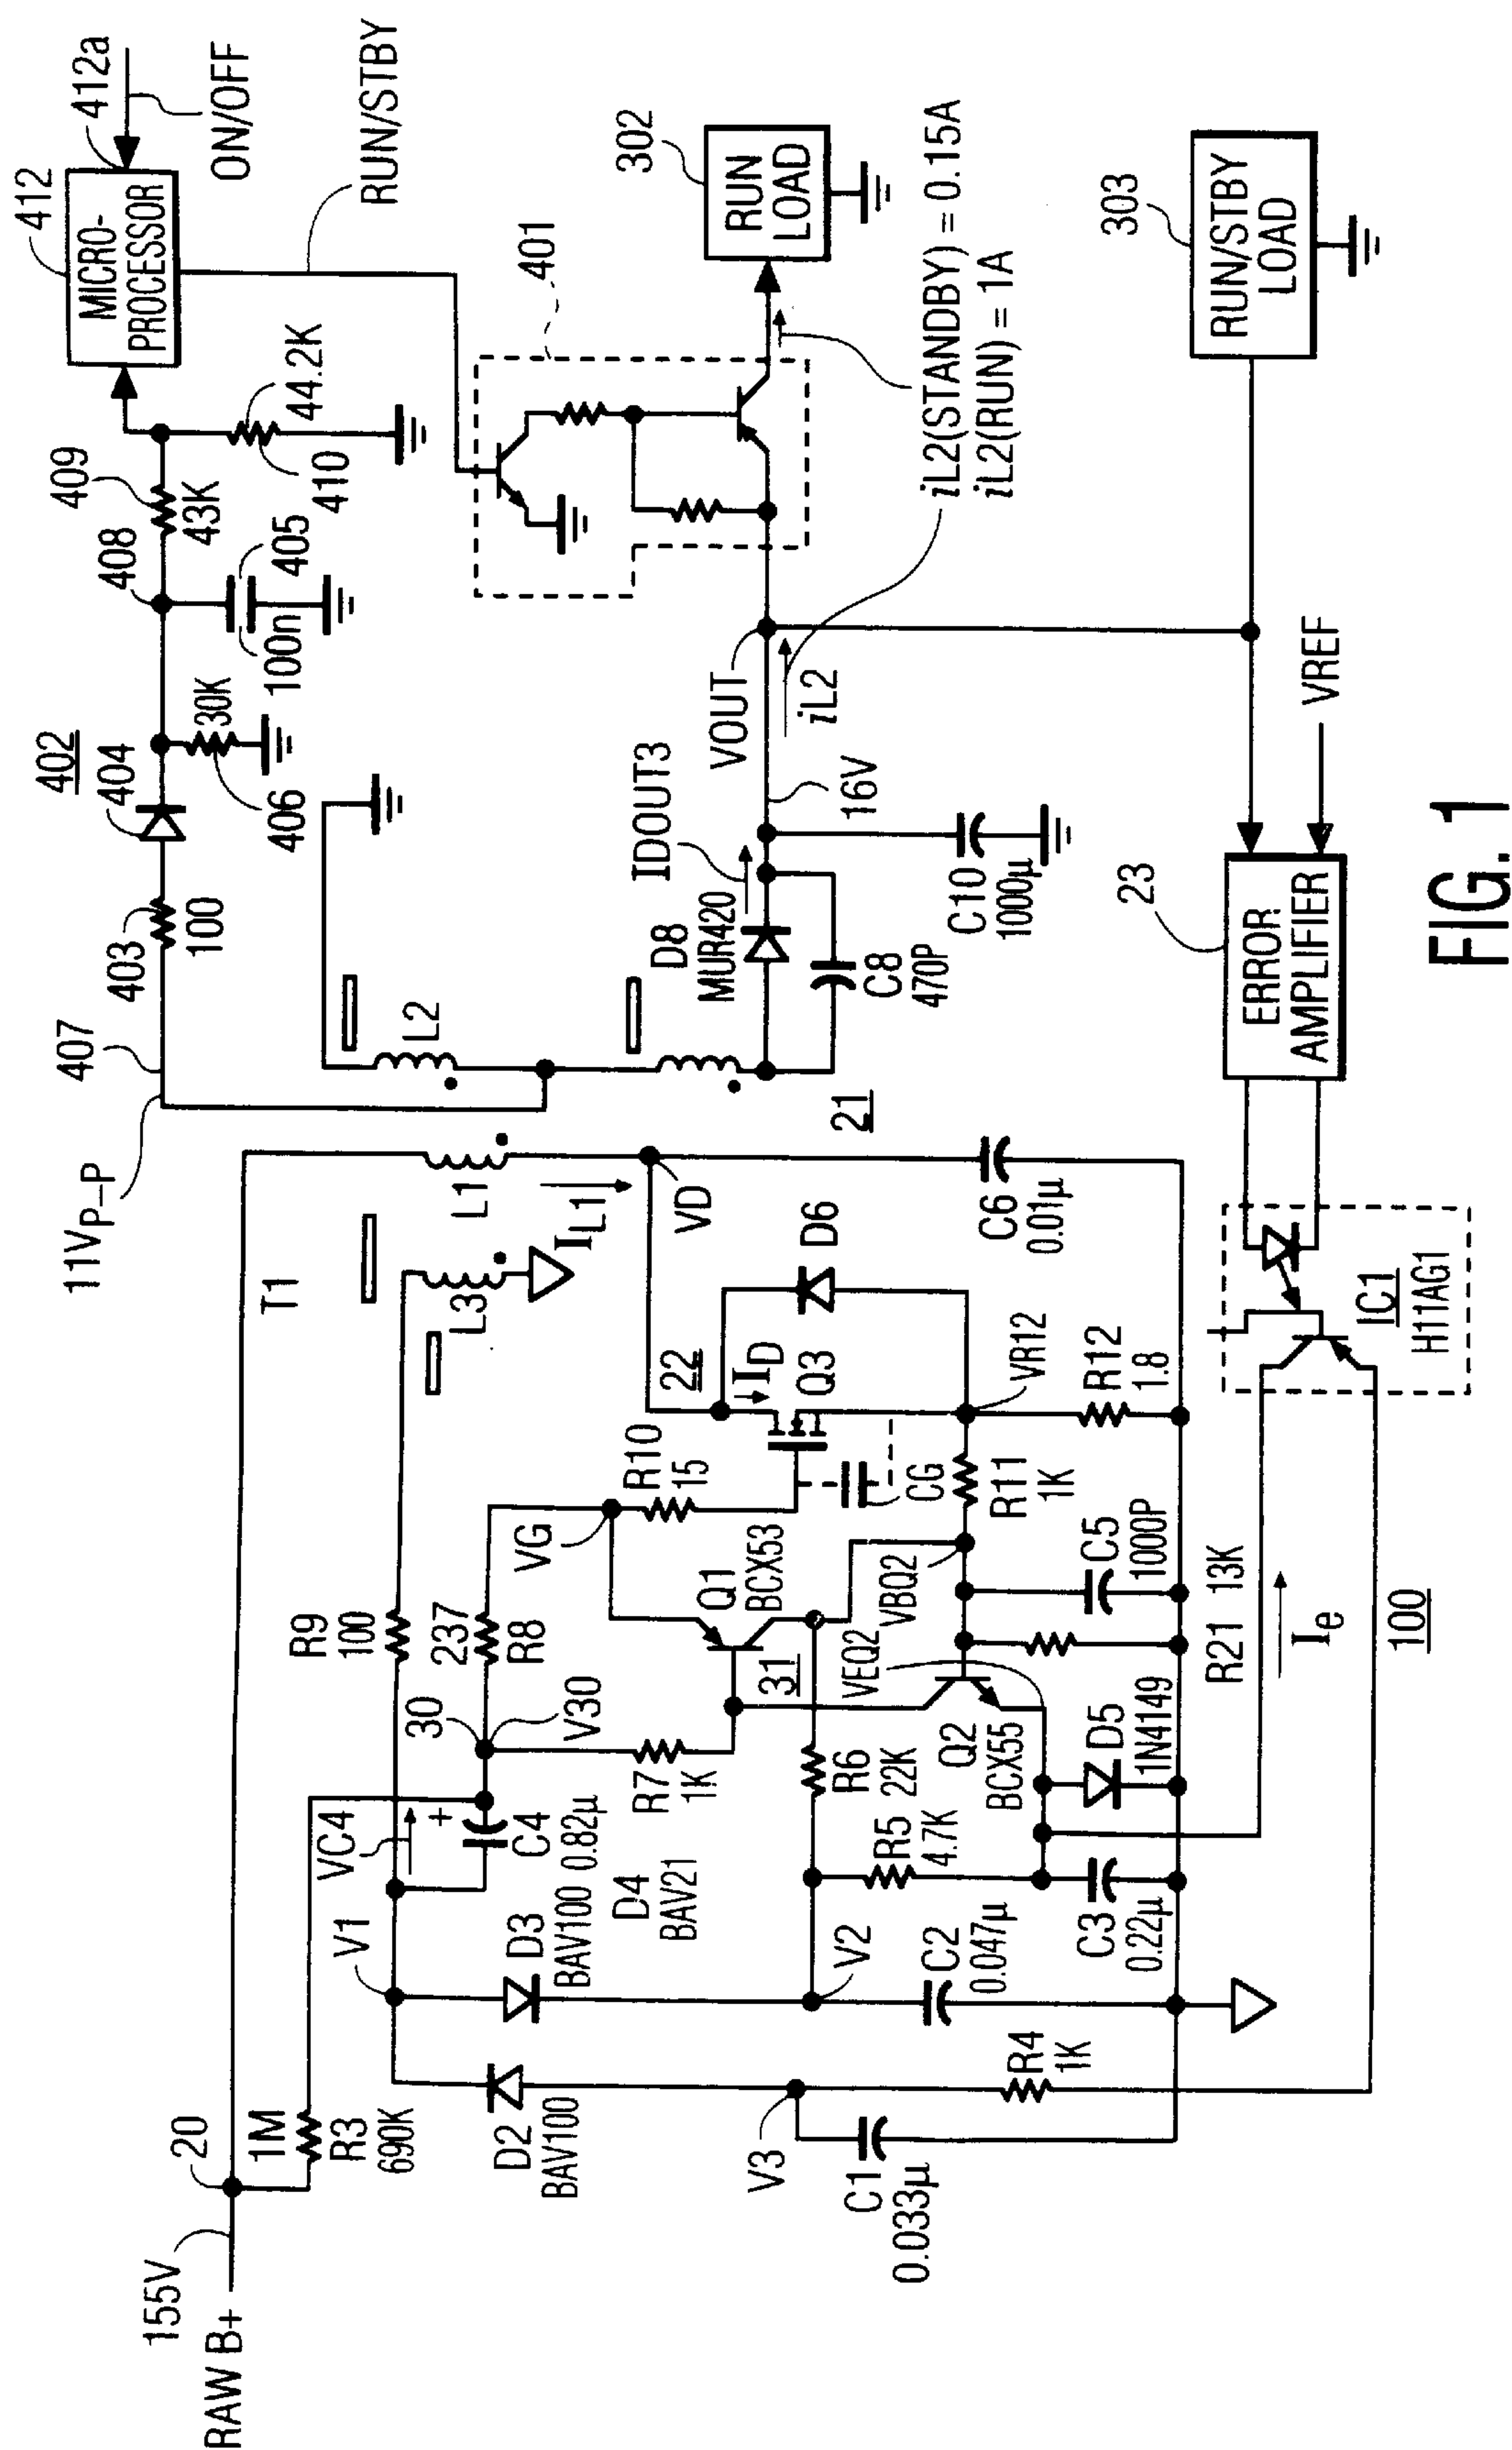 RAW B+
155V
20
1M
R3
690K
V1
VC4
+
C4
0.82µ
30
V30
R9
100
237
R8
VG
R10
15
22
ID
Q3
D6
CG
T1
L3
L1
IL1
VD
11VP-P
407
403
100
402
404
406
30K
408
100n
405
409
43K
410
44.2K
412
MICRO-
PROCESSOR
412a
ON/OFF
RUN/STBY
401
L2
21
D8
MUR420
C8
470P
IDOUT3
C10
1000µ
16V
VOUT
iL2
302
RUN
LOAD
iL2(STANDBY) = 0.15A
iL2(RUN) = 1A
303
RUN/STBY
LOAD
VREF
23
ERROR
AMPLIFIER
D2
BAV100
D3
BAV100
D4
BAV21
R7
1K
Q1
BCX53
31
VEQ2
VBQ2
R11
1K
VR12
R12
1.8
C6
0.01µ
V3
C1
0.033µ
V2
C2
0.047µ
R5
4.7K
R6
22K
Q2
BCX55
D5
1N4149
C3
0.22µ
C5
1000P
R21 13K
R4
1K
Ie
100
IC1
H11AG1
FIG. 1